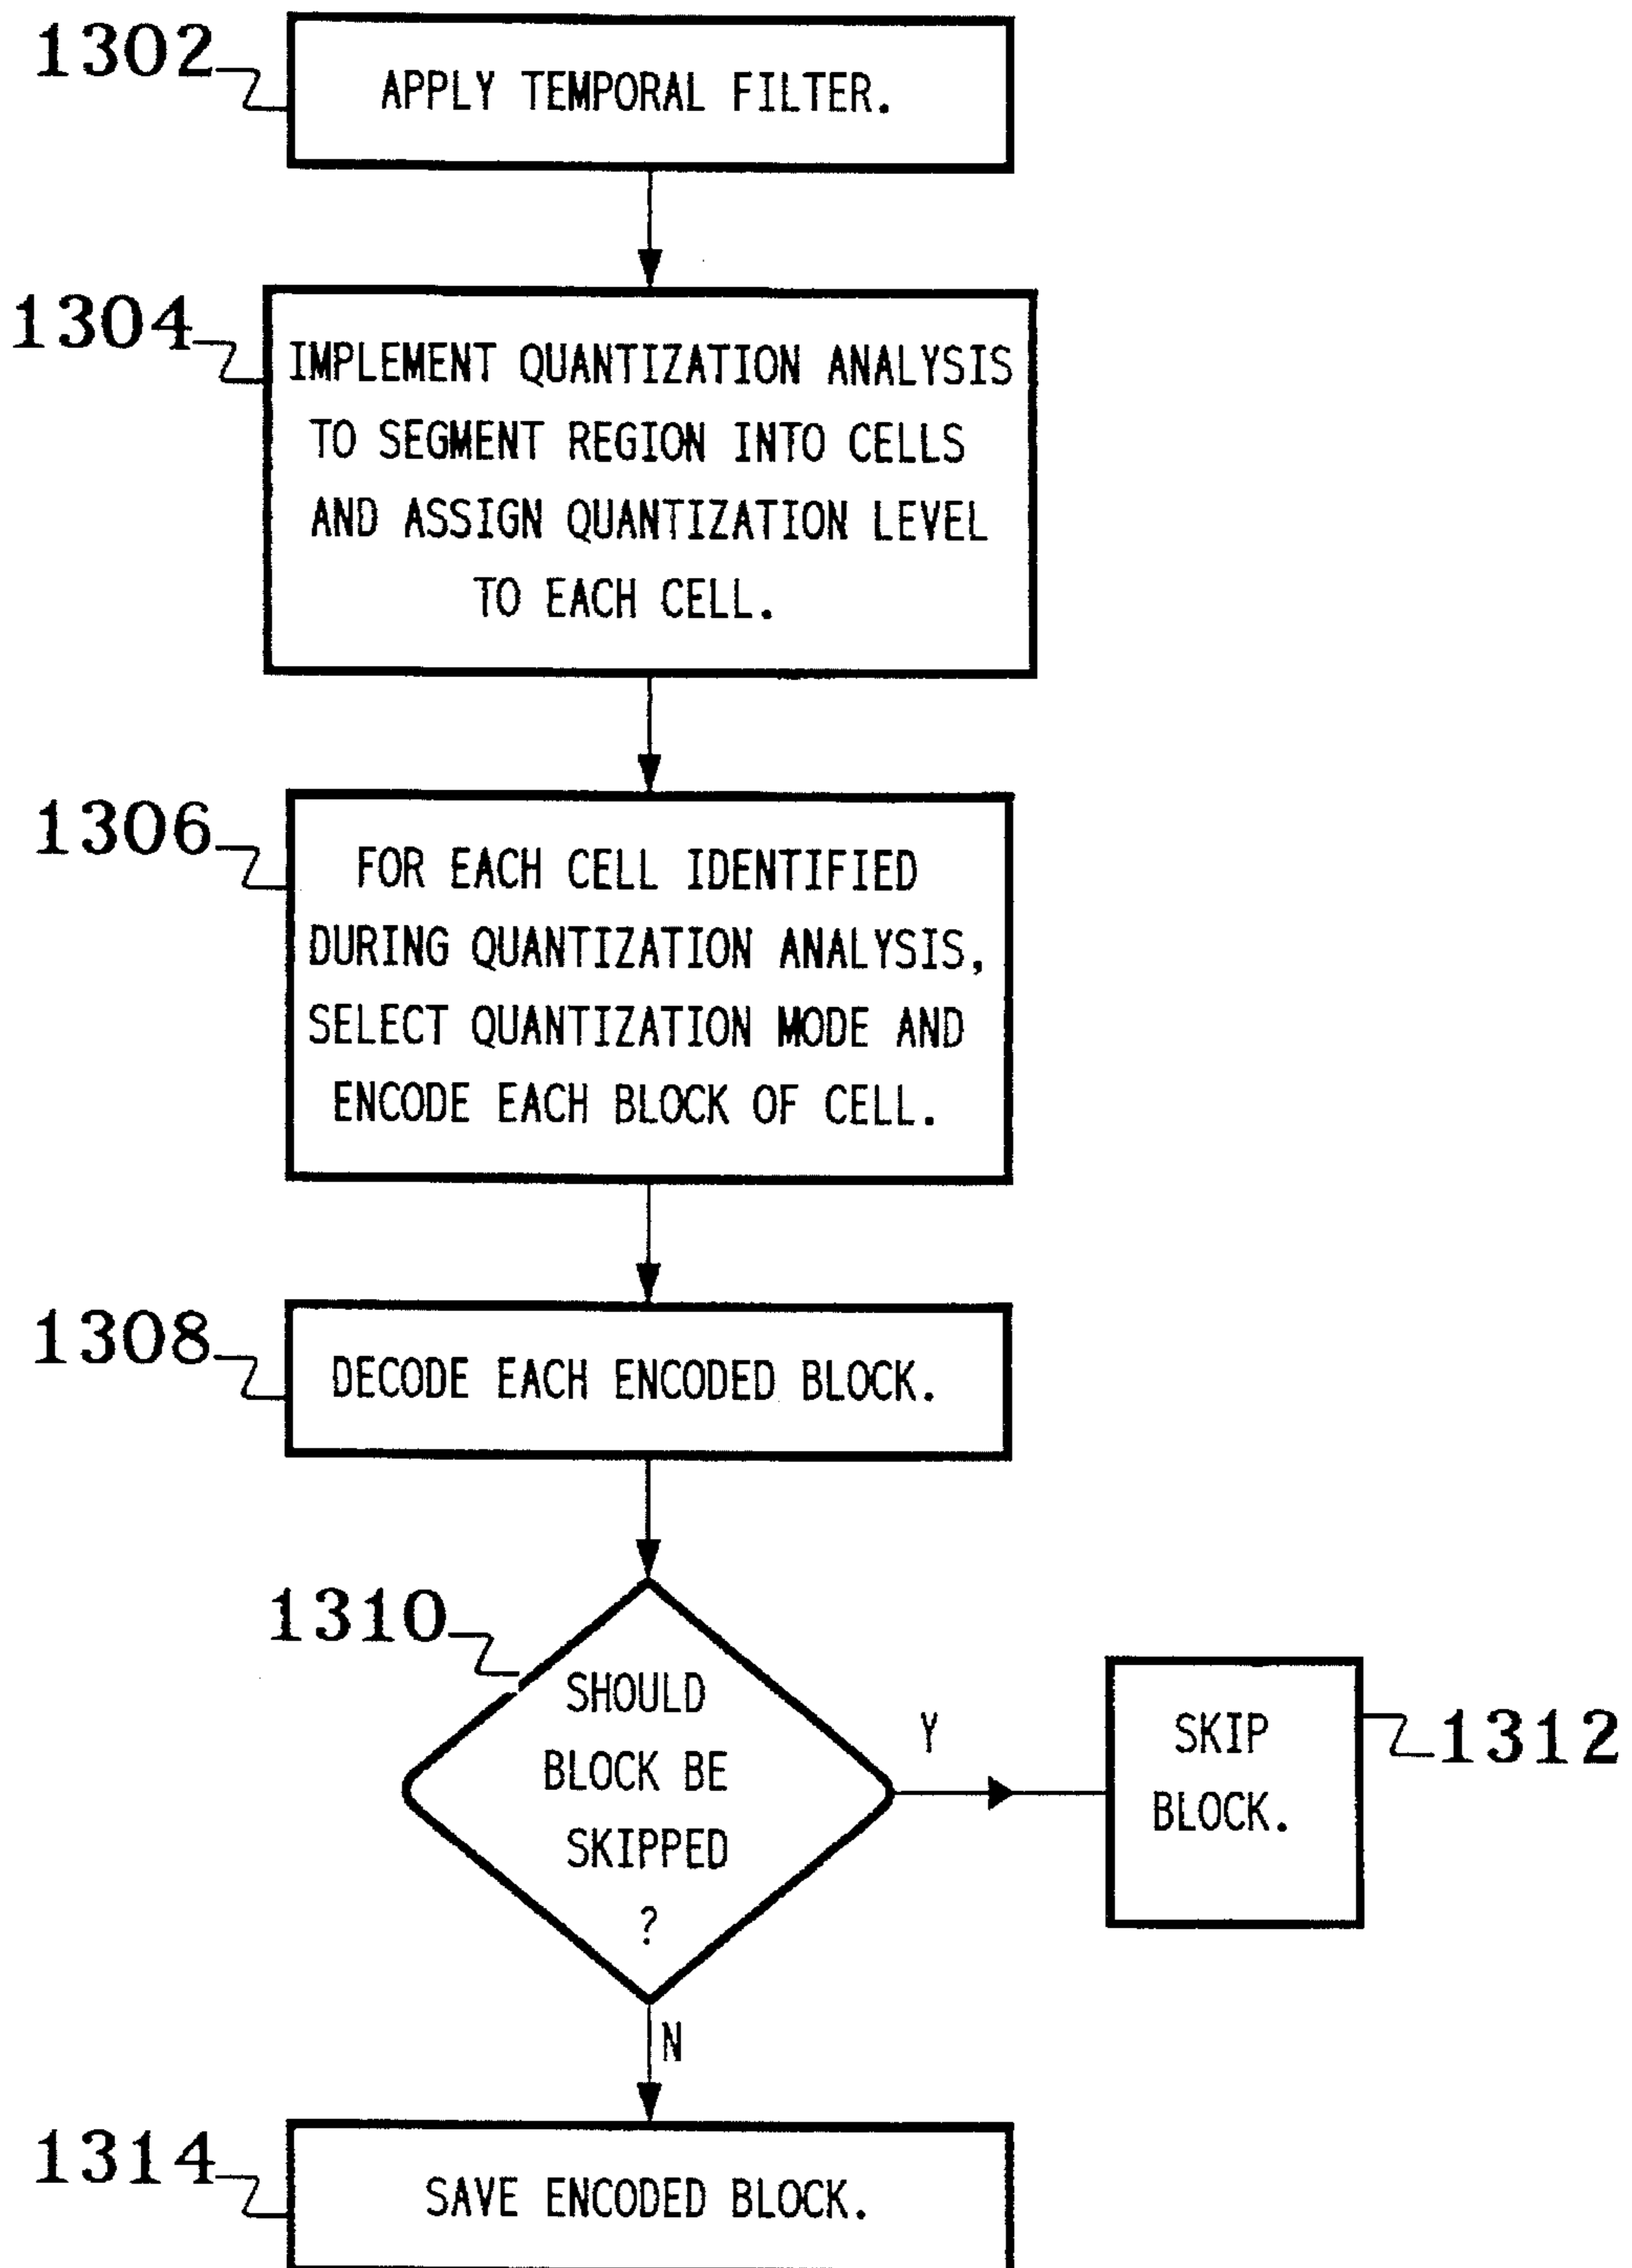 1302
APPLY TEMPORAL FILTER.
1304
IMPLEMENT QUANTIZATION ANALYSIS
TO SEGMENT REGION INTO CELLS
AND ASSIGN QUANTIZATION LEVEL
TO EACH CELL.
1306
FOR EACH CELL IDENTIFIED
DURING QUANTIZATION ANALYSIS,
SELECT QUANTIZATION MODE AND
ENCODE EACH BLOCK OF CELL.
1308
DECODE EACH ENCODED BLOCK.
1310
SHOULD
BLOCK BE
SKIPPED
?
Y
SKIP
BLOCK.
1312
N
1314
SAVE ENCODED BLOCK.